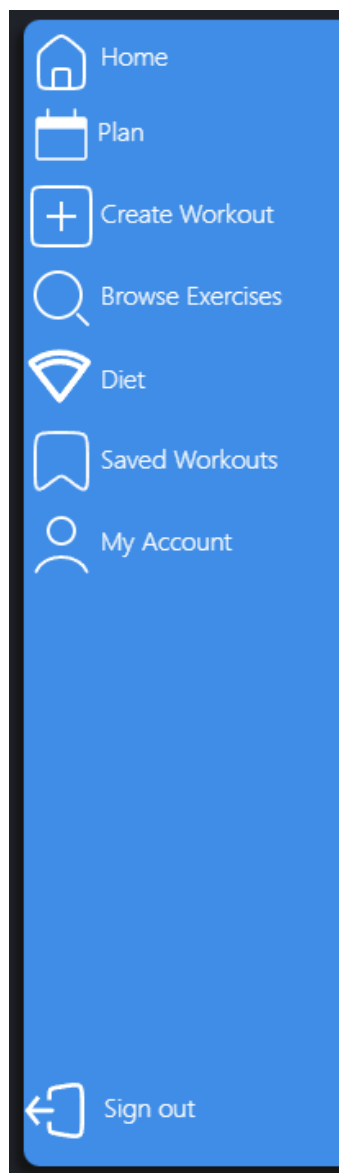 Home
Plan
Create Workout
Browse Exercises
Diet
Saved Workouts
My Account
Sign out